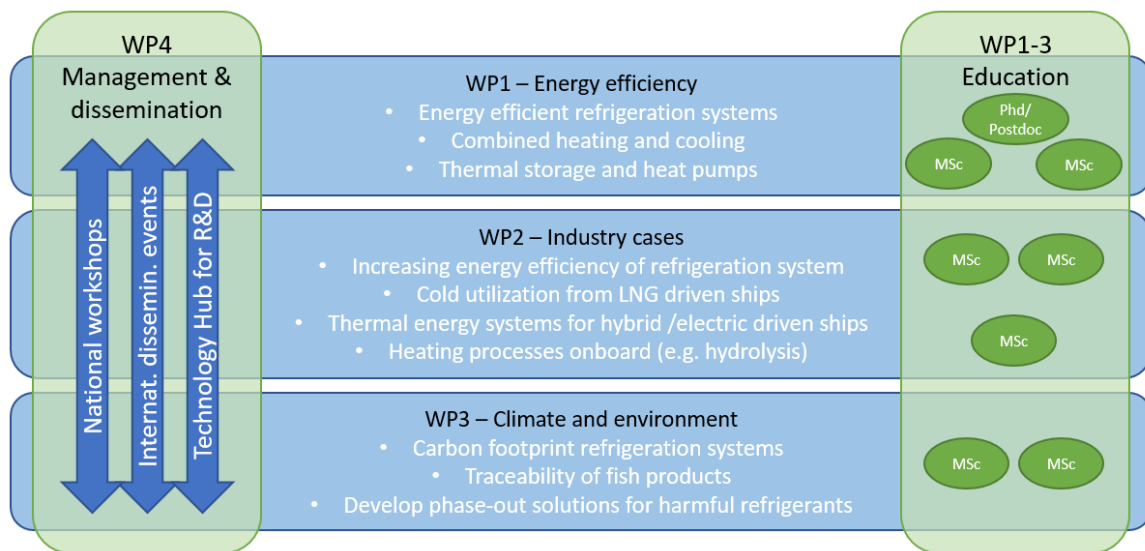 WP4
Management &
dissemination
National workshops
Internat. dissemin. events
Technology Hub for R&D
WP1 – Energy efficiency
• Energy efficient refrigeration systems
• Combined heating and cooling
• Thermal storage and heat pumps
WP2 – Industry cases
• Increasing energy efficiency of refrigeration system
• Cold utilization from LNG driven ships
• Thermal energy systems for hybrid /electric driven ships
• Heating processes onboard (e.g. hydrolysis)
WP3 – Climate and environment
• Carbon footprint refrigeration systems
• Traceability of fish products
• Develop phase-out solutions for harmful refrigerants
WP1-3
Education
Phd/
Postdoc
MSc
MSc
MSc
MSc
MSc
MSc
MSc